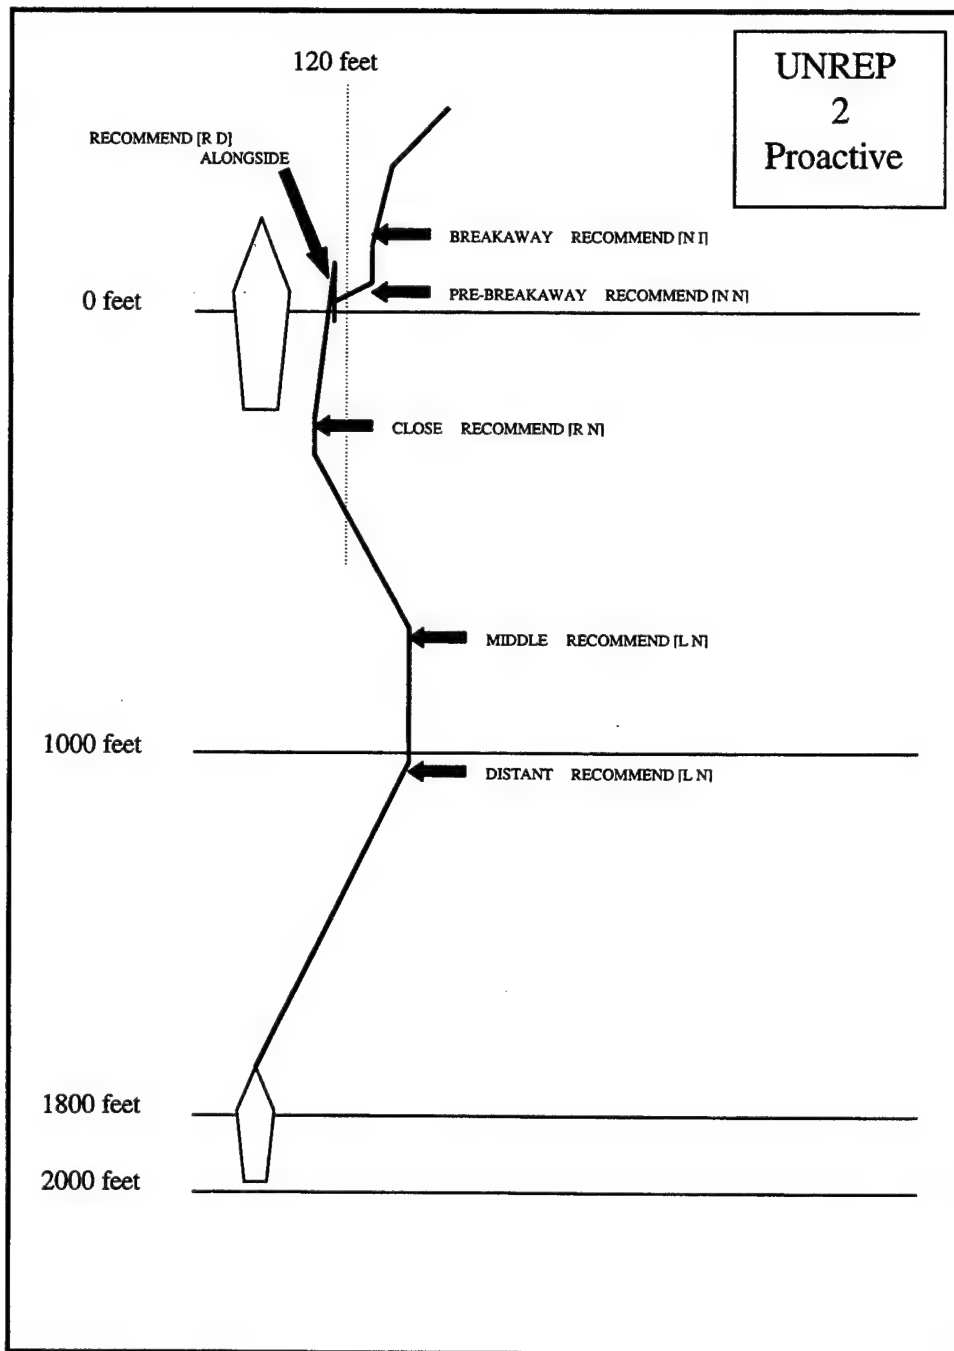 120 feet
UNREP
2
Proactive
RECOMMEND [R D]
ALONGSIDE
BREAKAWAY RECOMMEND [N I]
PRE-BREAKAWAY RECOMMEND [N N]
0 feet
CLOSE RECOMMEND [R N]
MIDDLE RECOMMEND [L N]
1000 feet
DISTANT RECOMMEND [L N]
1800 feet
2000 feet